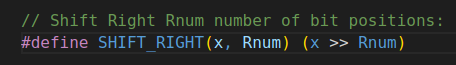 // Shift Right Rnum number of bit positions:
#define SHIFT_RIGHT(x, Rnum) (x >> Rnum)